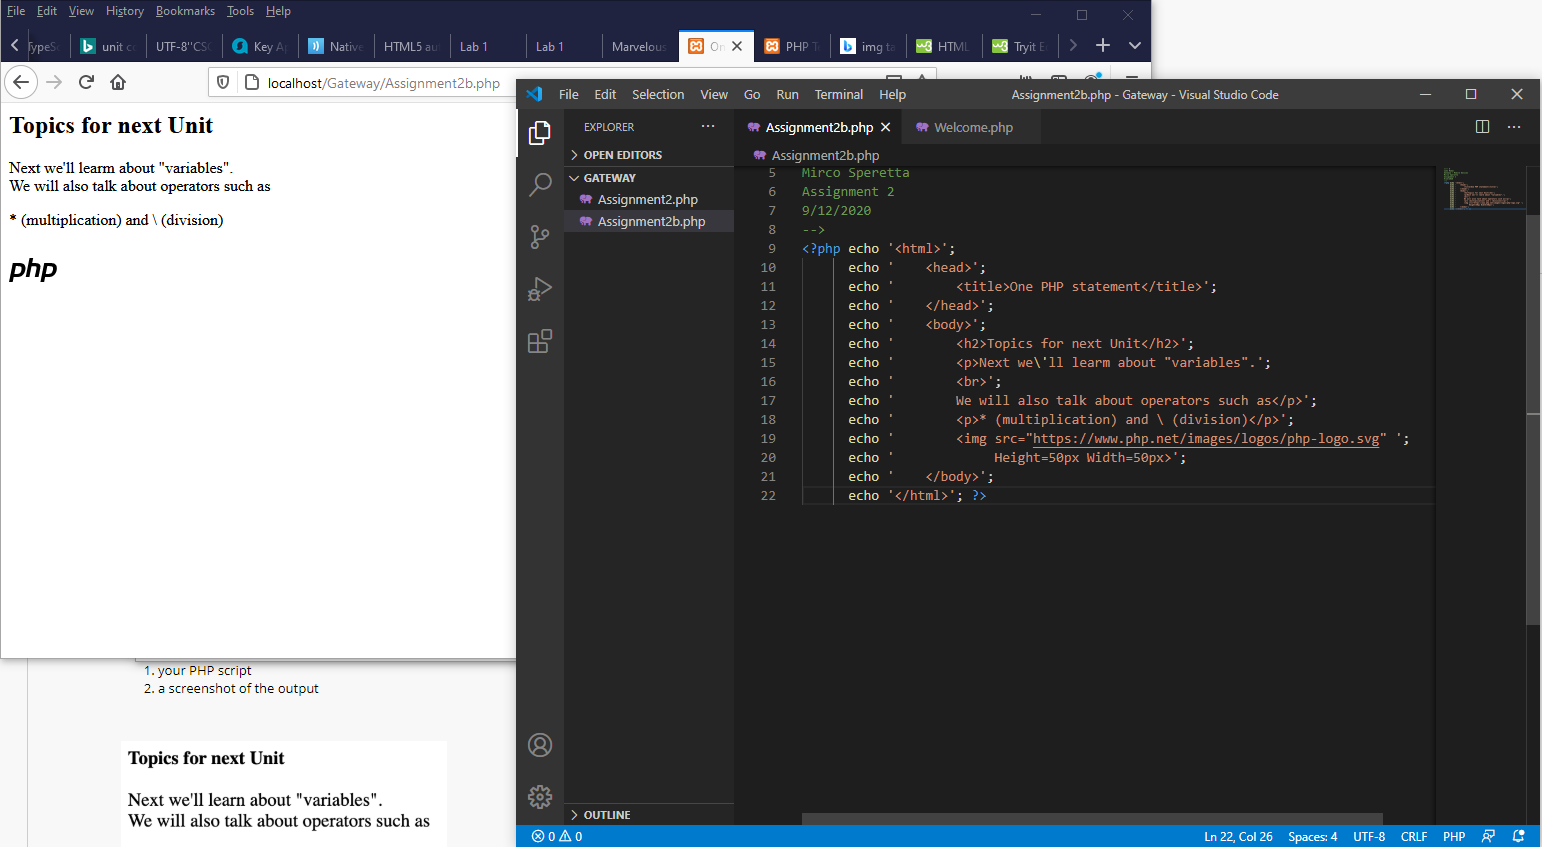 File Edit View History Bookmarks Tools Help
TypeSc unit co UTF-8"CSC Key Ap Native HTML5 au Lab 1 Lab 1 Marvelous On PHP Te img ta HTML Tryit E
localhost/Gateway/Assignment2b.php
Topics for next Unit
Next we'll learm about "variables".
We will also talk about operators such as
* (multiplication) and \ (division)
php
1. your PHP script
2. a screenshot of the output
Topics for next Unit
Next we'll learn about "variables".
We will also talk about operators such as
File Edit Selection View Go Run Terminal Help Assignment2b.php - Gateway - Visual Studio Code
EXPLORER
OPEN EDITORS
GATEWAY
Assignment2.php
Assignment2b.php
OUTLINE
Assignment2b.php Welcome.php
Assignment2b.php
5 Mirco Speretta
6 Assignment 2
7 9/12/2020
8 -->
9 <?php echo '<html>';
10 echo '    <head>';
11 echo '        <title>One PHP statement</title>';
12 echo '    </head>';
13 echo '    <body>';
14 echo '        <h2>Topics for next Unit</h2>';
15 echo '        <p>Next we\'ll learm about "variables".';
16 echo '        <br>';
17 echo '        We will also talk about operators such as</p>';
18 echo '        <p>* (multiplication) and \ (division)</p>';
19 echo '        <img src="https://www.php.net/images/logos/php-logo.svg" ';
20 echo '             Height=50px Width=50px>';
21 echo '    </body>';
22 echo '</html>'; ?>
0 0 Ln 22, Col 26 Spaces: 4 UTF-8 CRLF PHP